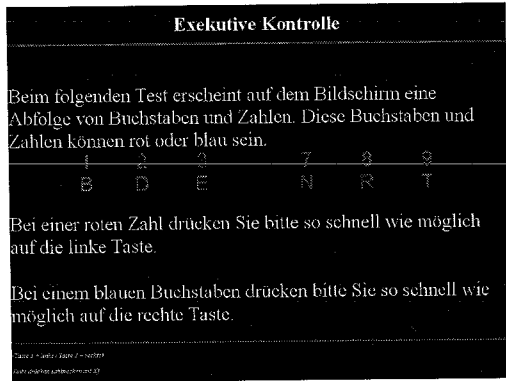 Exekutive Kontrolle
Beim folgenden Test erscheint auf dem Bildschirm eine
Abfolge von Buchstaben und Zahlen. Diese Buchstaben und
Zahlen können rot oder blau sein.
1 2 3 7 8 9
B D E N R T
Bei einer roten Zahl drücken Sie bitte so schnell wie möglich
auf die linke Taste.
Bei einem blauen Buchstaben drücken bitte Sie so schnell wie
möglich auf die rechte Taste.